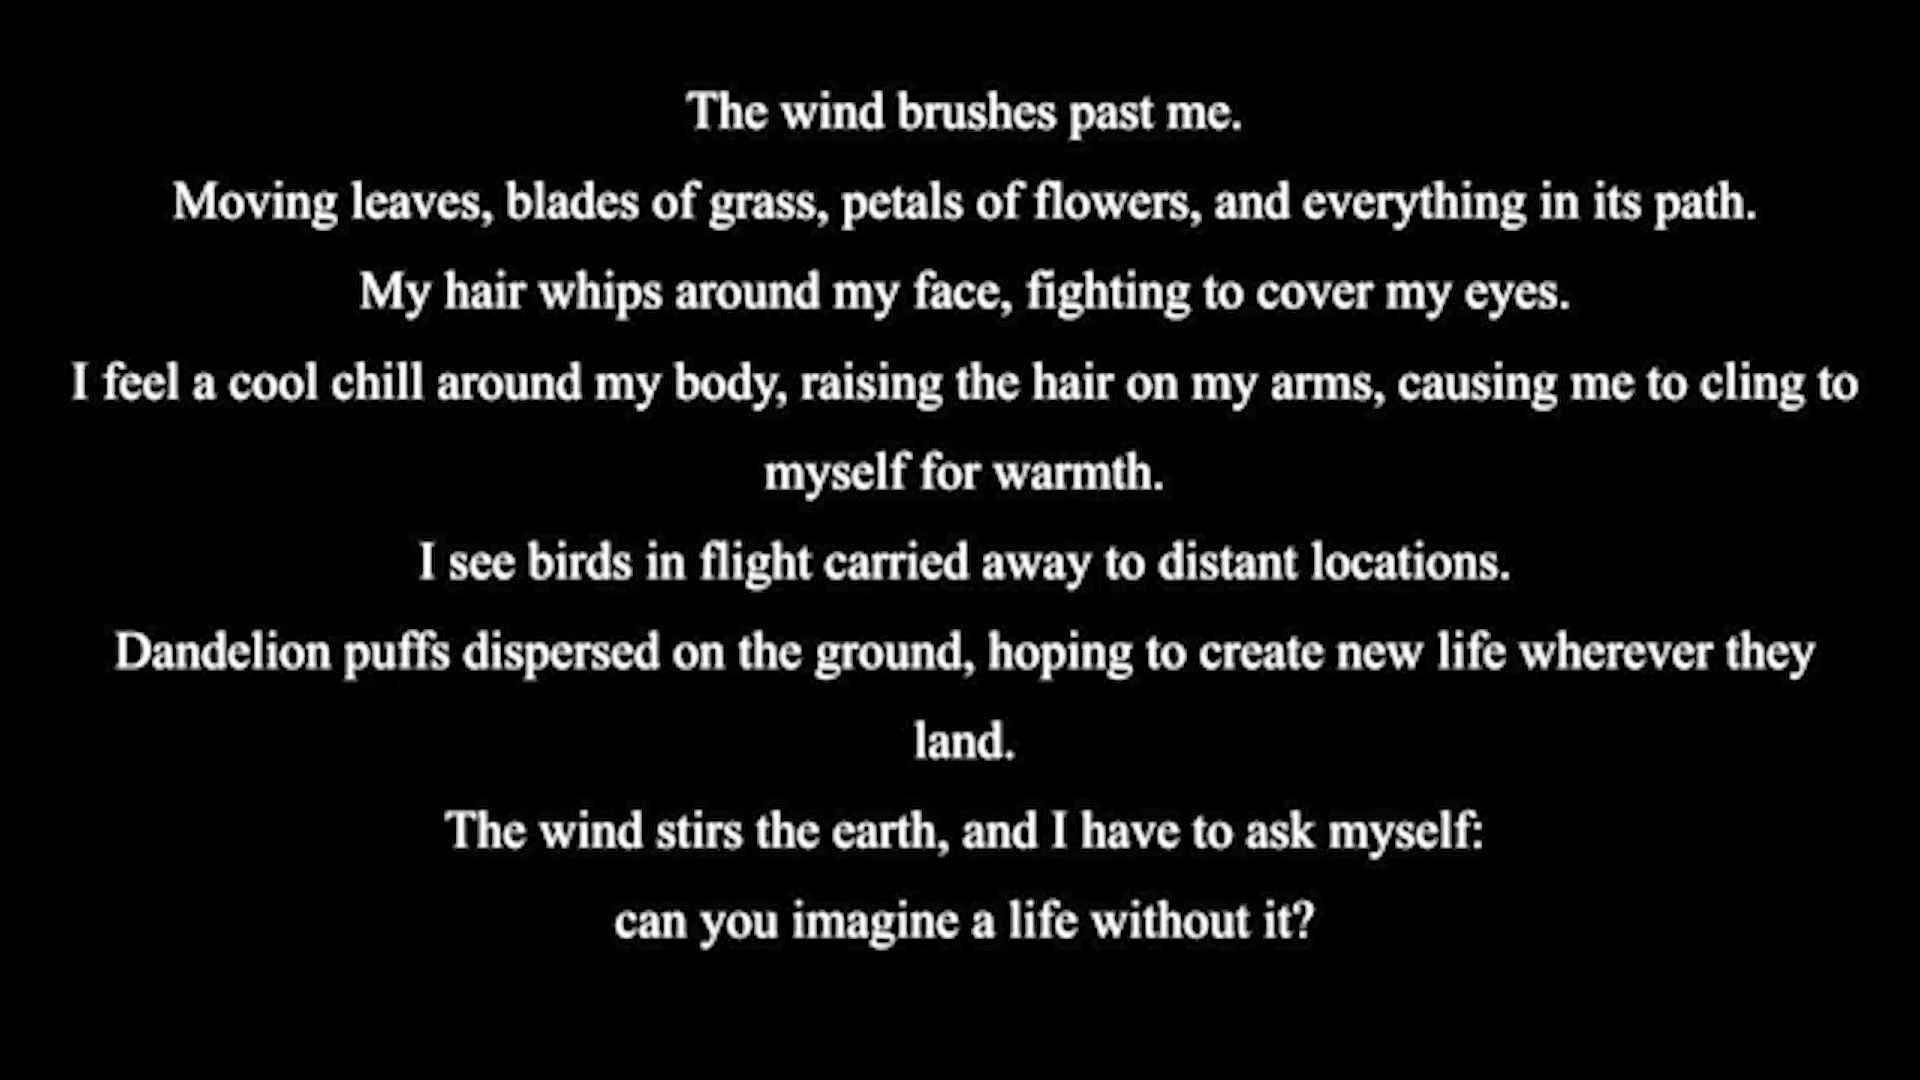 The wind brushes past me.
Moving leaves, blades of grass, petals of flowers, and everything in its path.
My hair whips around my face, fighting to cover my eyes.
I feel a cool chill around my body, raising the hair on my arms, causing me to cling to
myself for warmth.
I see birds in flight carried away to distant locations.
Dandelion puffs dispersed on the ground, hoping to create new life wherever they
land.
The wind stirs the earth, and I have to ask myself:
can you imagine a life without it?